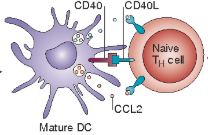 CD40 CD40L
Naive
TH cell
CCL2
Mature DC